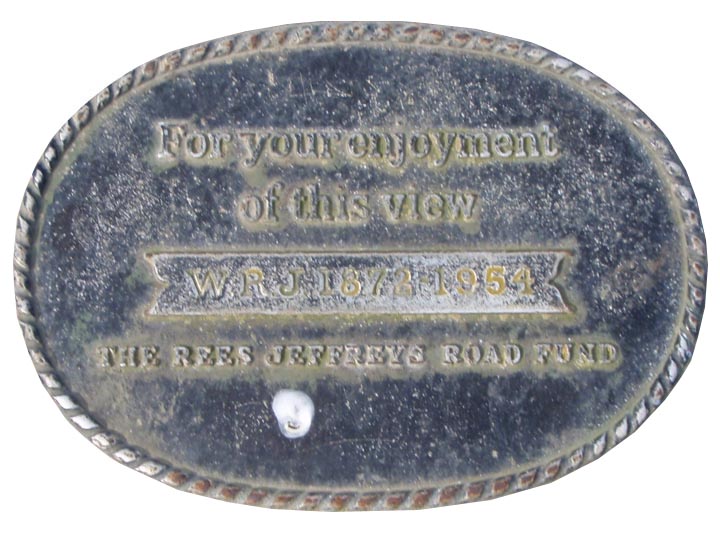 For your enjoyment
of this view
W R J 1872-1954
THE REES JEFFREYS ROAD FUND